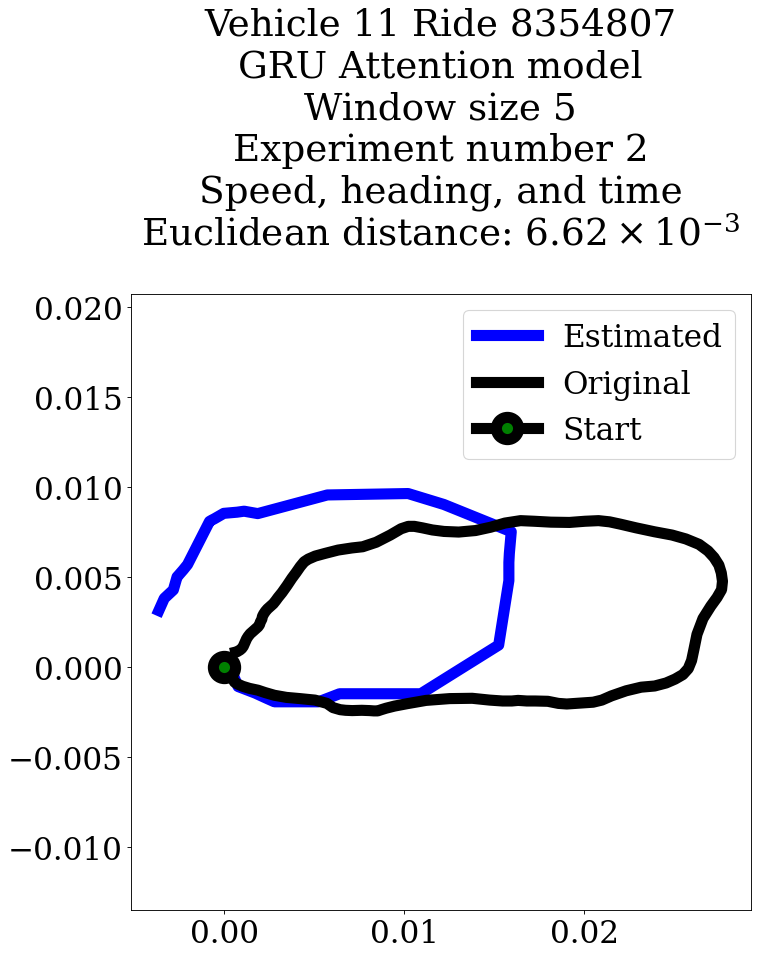 Vehicle 11 Ride 8354807
GRU Attention model
Window size 5
Experiment number 2
Speed, heading, and time
Euclidean distance: 6.62 × 10⁻³
0.020
0.015
0.010
0.005
0.000
−0.005
−0.010
Estimated
Original
Start
0.00 0.01 0.02